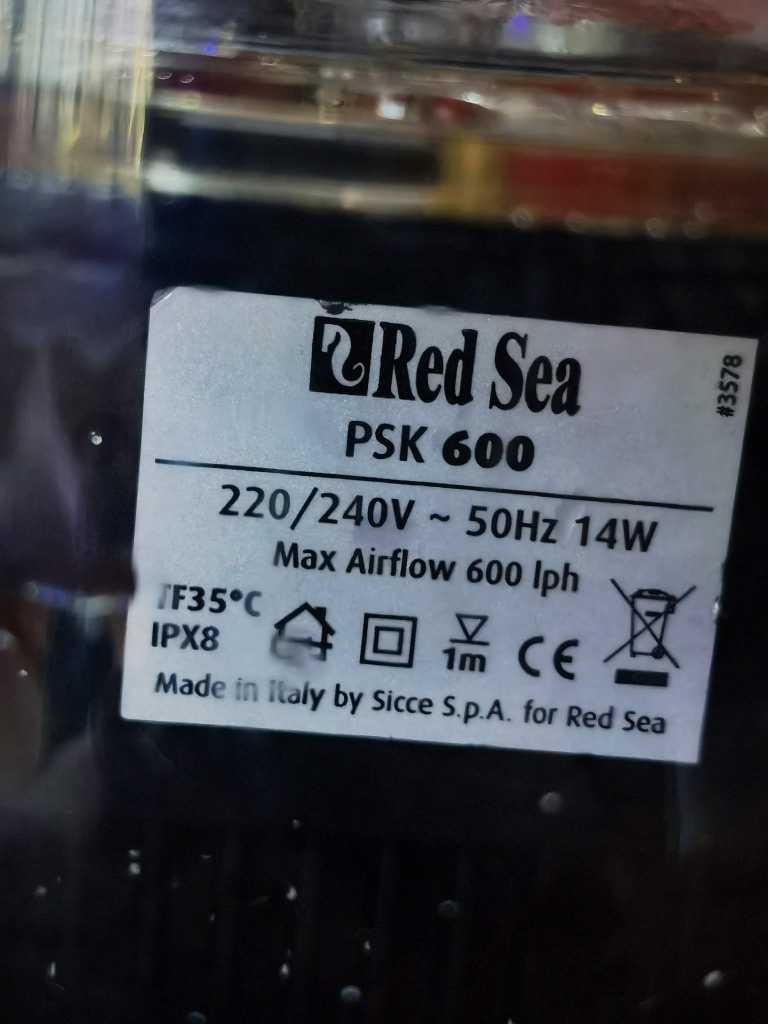 Red Sea
#3578
PSK 600
220/240V ~ 50Hz 14W
Max Airflow 600 lph
TF35°C
IPX8
1m
CE
Made in Italy by Sicce S.p.A. for Red Sea